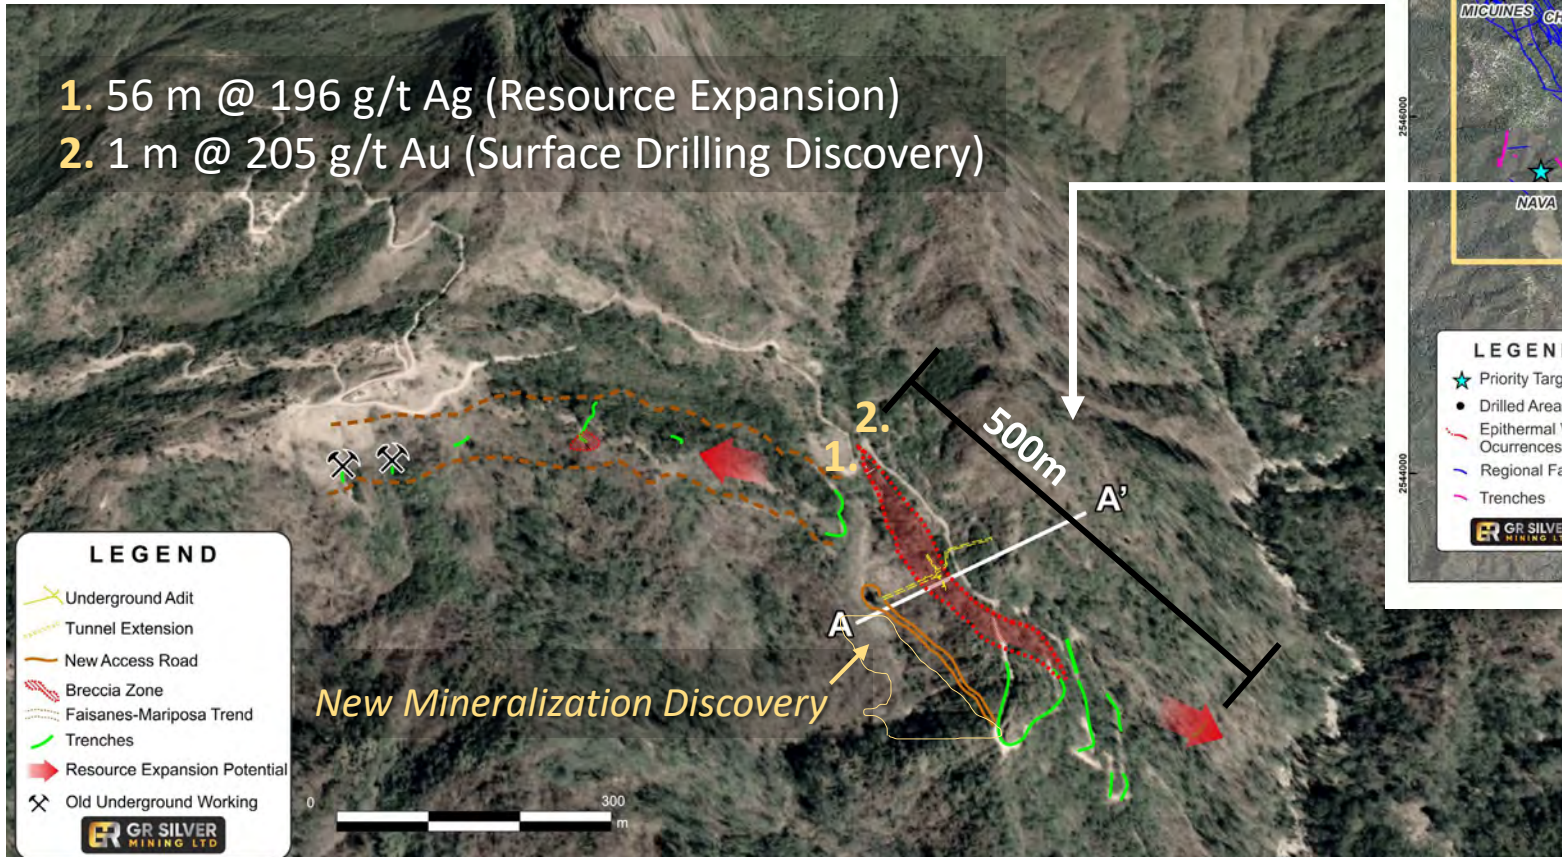 1. 56 m @ 196 g/t Ag (Resource Expansion)
2. 1 m @ 205 g/t Au (Surface Drilling Discovery)
2.
1.
500m
A'
A
New Mineralization Discovery
LEGEND
Underground Adit
Tunnel Extension
New Access Road
Breccia Zone
Faisanes-Mariposa Trend
Trenches
Resource Expansion Potential
Old Underground Working
GR SILVER
MINING LTD
0 300
m
MICUINES CH
2546000
NAVA
2544000
LEGEN
Priority Targ
Drilled Area
Epithermal V
Ocurrences
Regional Fa
Trenches
GR SILVE
MINING LT